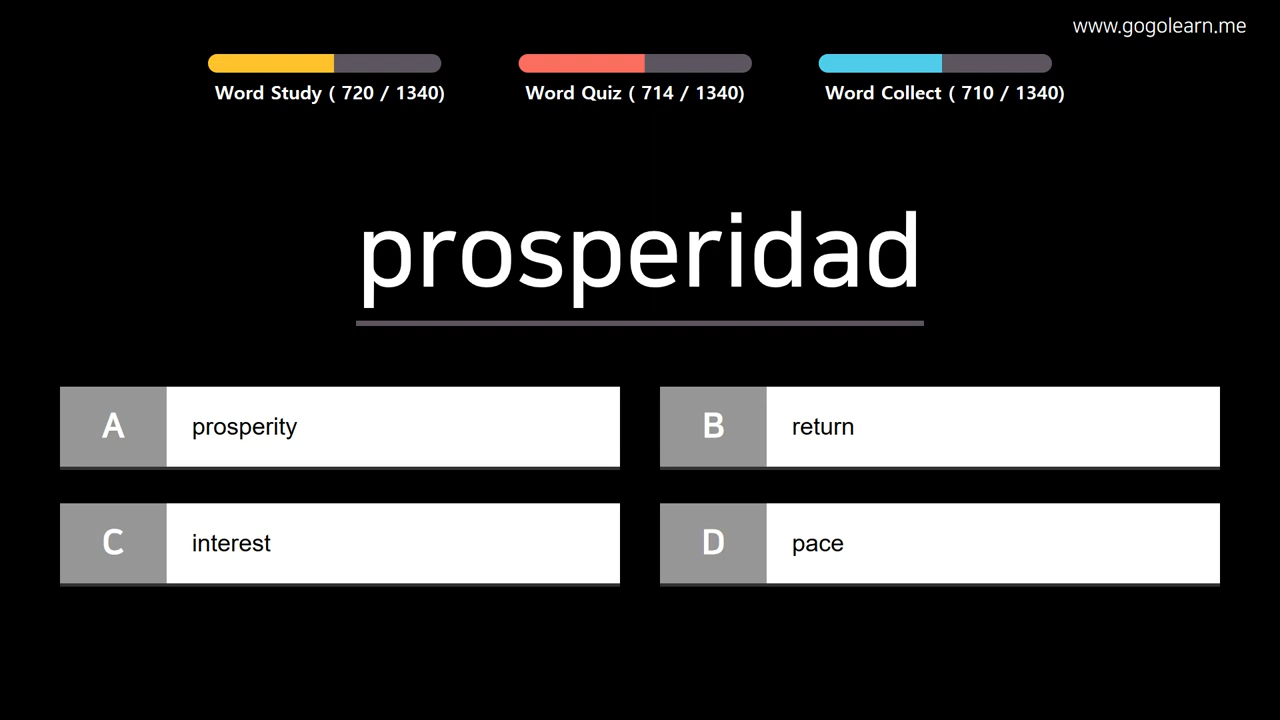 www.gogolearn.me
Word Study ( 720 / 1340)
Word Quiz ( 714 / 1340)
Word Collect ( 710 / 1340)
prosperidad
A prosperity
B return
C interest
D pace